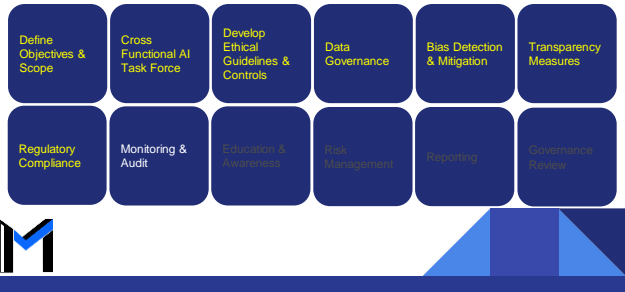 Define
Objectives &
Scope
Cross
Functional AI
Task Force
Develop
Ethical
Guidelines &
Controls
Data
Governance
Bias Detection
& Mitigation
Transparency
Measures
Regulatory
Compliance
Monitoring &
Audit
Education &
Awareness
Risk
Management
Reporting
Governance
Review